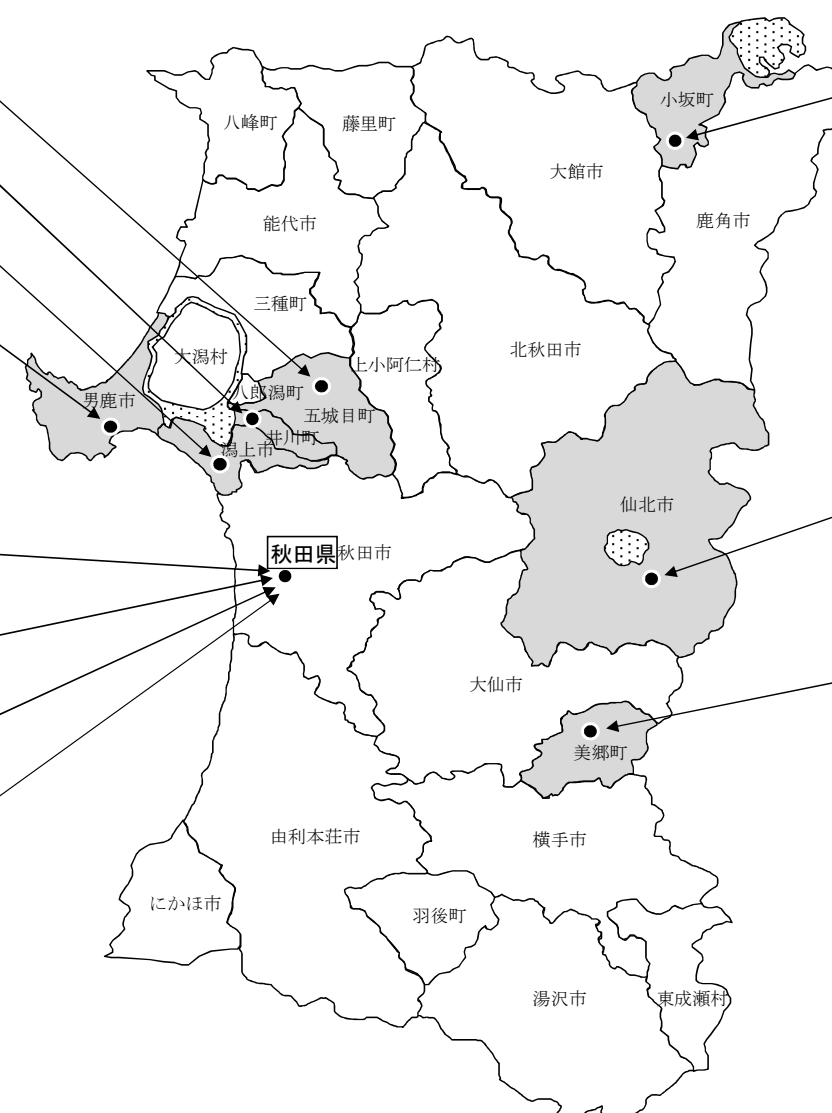 小坂町
八峰町
藤里町
大館市
鹿角市
能代市
三種町
北秋田市
大潟村
上小阿仁村
八郎潟町
男鹿市
五城目町
井川町
潟上市
仙北市
秋田県
秋田市
大仙市
美郷町
由利本荘市
横手市
にかほ市
羽後町
湯沢市
東成瀬村